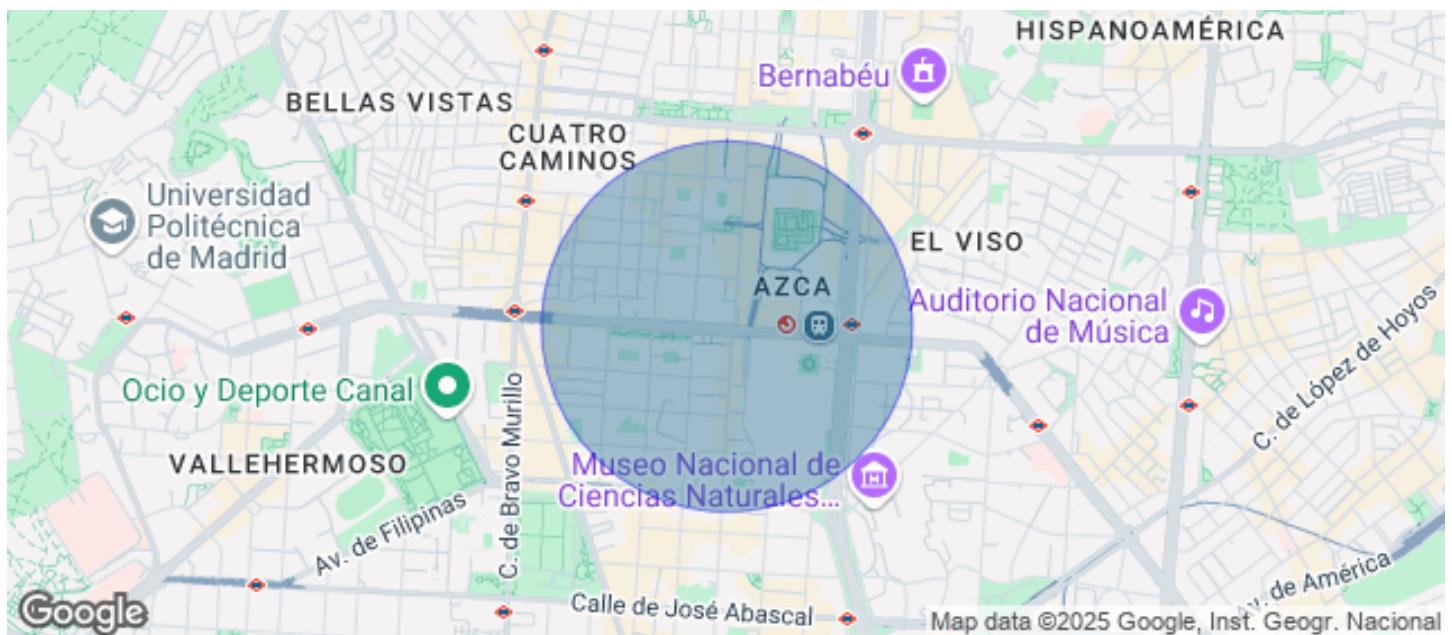 HISPANOAMÉRICA
Bernabéu
BELLAS VISTAS
CUATRO
CAMINOS
Universidad
Politécnica
de Madrid
EL VISO
AZCA
Auditorio Nacional
de Música
Ocio y Deporte Canal
C. de Bravo Murillo
C. de López de Hoyos
VALLEHERMOSO
Museo Nacional de
Ciencias Naturales...
Av. de Filipinas
Av. de América
Calle de José Abascal
Google
Map data ©2025 Google, Inst. Geogr. Nacional